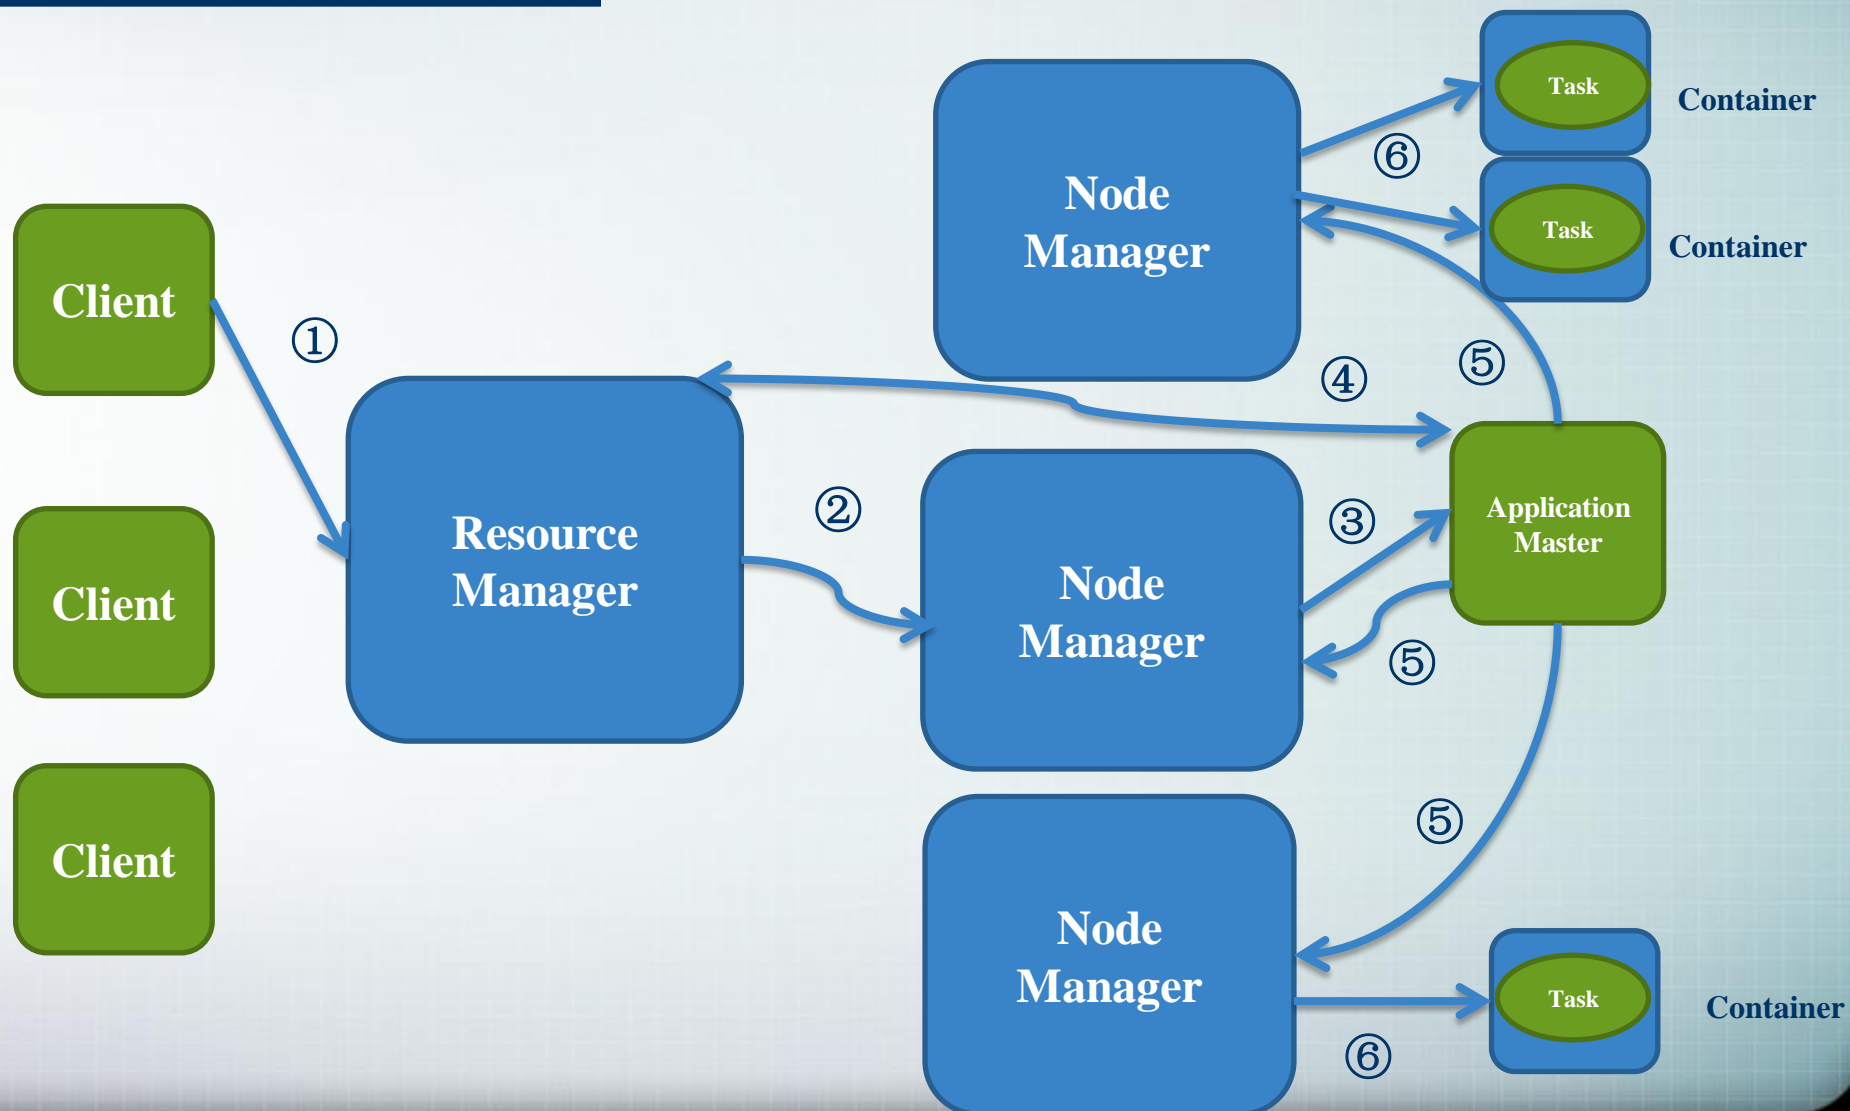 Client
①
Client
Client
Resource
Manager
②
Node
Manager
⑥
Task
Container
Task
Container
④
⑤
Node
Manager
③
Application
Master
⑤
⑤
Node
Manager
⑥
Task
Container